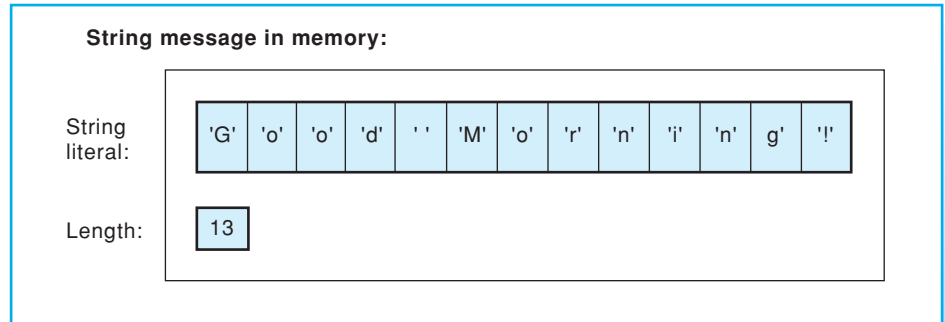 String message in memory:
String
literal:
'G' 'o' 'o' 'd' ' ' 'M' 'o' 'r' 'n' 'i' 'n' g' '!'
Length:
13